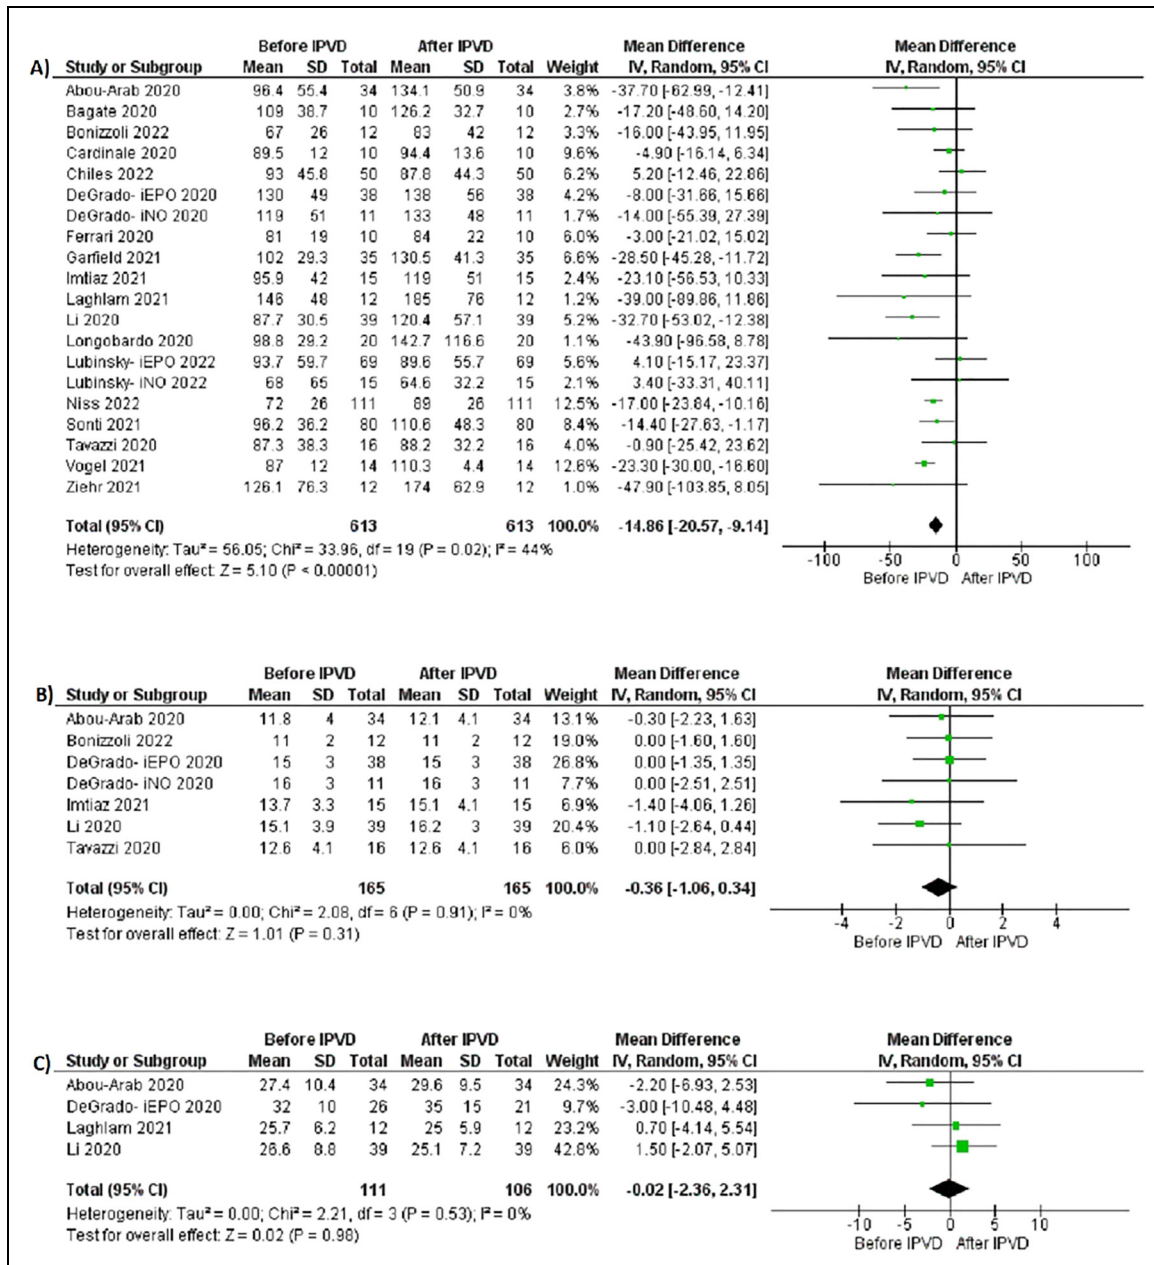 Before IPVD After IPVD Mean Difference Mean Difference
A) Study or Subgroup Mean SD Total Mean SD Total Weight IV, Random, 95% CI IV, Random, 95% CI
Abou-Arab 2020 96.4 55.4 34 134.1 50.9 34 3.8% -37.70 [-62.99, -12.41]
Bagate 2020 109 38.7 10 126.2 32.7 10 2.7% -17.20 [-48.60, 14.20]
Bonizzoli 2022 67 26 12 83 42 12 3.3% -16.00 [-43.95, 11.95]
Cardinale 2020 89.5 12 10 94.4 13.6 10 9.6% -4.90 [-16.14, 6.34]
Chiles 2022 93 45.8 50 87.8 44.3 50 6.2% 5.20 [-12.46, 22.86]
DeGrado- iEPO 2020 130 49 38 138 56 38 4.2% -8.00 [-31.66, 15.66]
DeGrado- iNO 2020 119 51 11 133 48 11 1.7% -14.00 [-55.39, 27.39]
Ferrari 2020 81 19 10 84 22 10 6.0% -3.00 [-21.02, 15.02]
Garfield 2021 102 29.3 35 130.5 41.3 35 6.6% -28.50 [-45.28, -11.72]
Imtiaz 2021 95.9 42 15 119 51 15 2.4% -23.10 [-56.53, 10.33]
Laghlam 2021 146 48 12 185 76 12 1.2% -39.00 [-89.86, 11.86]
Li 2020 87.7 30.5 39 120.4 57.1 39 5.2% -32.70 [-53.02, -12.38]
Longobardo 2020 98.8 29.2 20 142.7 116.6 20 1.1% -43.90 [-96.58, 8.78]
Lubinsky- iEPO 2022 93.7 59.7 69 89.6 55.7 69 5.6% 4.10 [-15.17, 23.37]
Lubinsky- iNO 2022 68 65 15 64.6 32.2 15 2.1% 3.40 [-33.31, 40.11]
Niss 2022 72 26 111 89 26 111 12.5% -17.00 [-23.84, -10.16]
Sonti 2021 96.2 36.2 80 110.6 48.3 80 8.4% -14.40 [-27.63, -1.17]
Tavazzi 2020 87.3 38.3 16 88.2 32.2 16 4.0% -0.90 [-25.42, 23.62]
Vogel 2021 87 12 14 110.3 4.4 14 12.6% -23.30 [-30.00, -16.60]
Ziehr 2021 126.1 76.3 12 174 62.9 12 1.0% -47.90 [-103.85, 8.05]
Total (95% CI) 613 613 100.0% -14.86 [-20.57, -9.14]
Heterogeneity: Tau² = 56.05; Chi² = 33.96, df = 19 (P = 0.02); I² = 44%
Test for overall effect: Z = 5.10 (P < 0.00001)
-100 -50 0 50 100
Before IPVD After IPVD
Before IPVD After IPVD Mean Difference Mean Difference
B) Study or Subgroup Mean SD Total Mean SD Total Weight IV, Random, 95% CI IV, Random, 95% CI
Abou-Arab 2020 11.8 4 34 12.1 4.1 34 13.1% -0.30 [-2.23, 1.63]
Bonizzoli 2022 11 2 12 11 2 12 19.0% 0.00 [-1.60, 1.60]
DeGrado- iEPO 2020 15 3 38 15 3 38 26.8% 0.00 [-1.35, 1.35]
DeGrado- iNO 2020 16 3 11 16 3 11 7.7% 0.00 [-2.51, 2.51]
Imtiaz 2021 13.7 3.3 15 15.1 4.1 15 6.9% -1.40 [-4.06, 1.26]
Li 2020 15.1 3.9 39 16.2 3 39 20.4% -1.10 [-2.64, 0.44]
Tavazzi 2020 12.6 4.1 16 12.6 4.1 16 6.0% 0.00 [-2.84, 2.84]
Total (95% CI) 165 165 100.0% -0.36 [-1.06, 0.34]
Heterogeneity: Tau² = 0.00; Chi² = 2.08, df = 6 (P = 0.91); I² = 0%
Test for overall effect: Z = 1.01 (P = 0.31)
-4 -2 0 2 4
Before IPVD After IPVD
Before IPVD After IPVD Mean Difference Mean Difference
C) Study or Subgroup Mean SD Total Mean SD Total Weight IV, Random, 95% CI IV, Random, 95% CI
Abou-Arab 2020 27.4 10.4 34 29.6 9.5 34 24.3% -2.20 [-6.93, 2.53]
DeGrado- iEPO 2020 32 10 26 35 15 21 9.7% -3.00 [-10.48, 4.48]
Laghlam 2021 25.7 6.2 12 25 5.9 12 23.2% 0.70 [-4.14, 5.54]
Li 2020 26.6 8.8 39 25.1 7.2 39 42.8% 1.50 [-2.07, 5.07]
Total (95% CI) 111 106 100.0% -0.02 [-2.36, 2.31]
Heterogeneity: Tau² = 0.00; Chi² = 2.21, df = 3 (P = 0.53); I² = 0%
Test for overall effect: Z = 0.02 (P = 0.98)
-10 -5 0 5 10
Before IPVD After IPVD